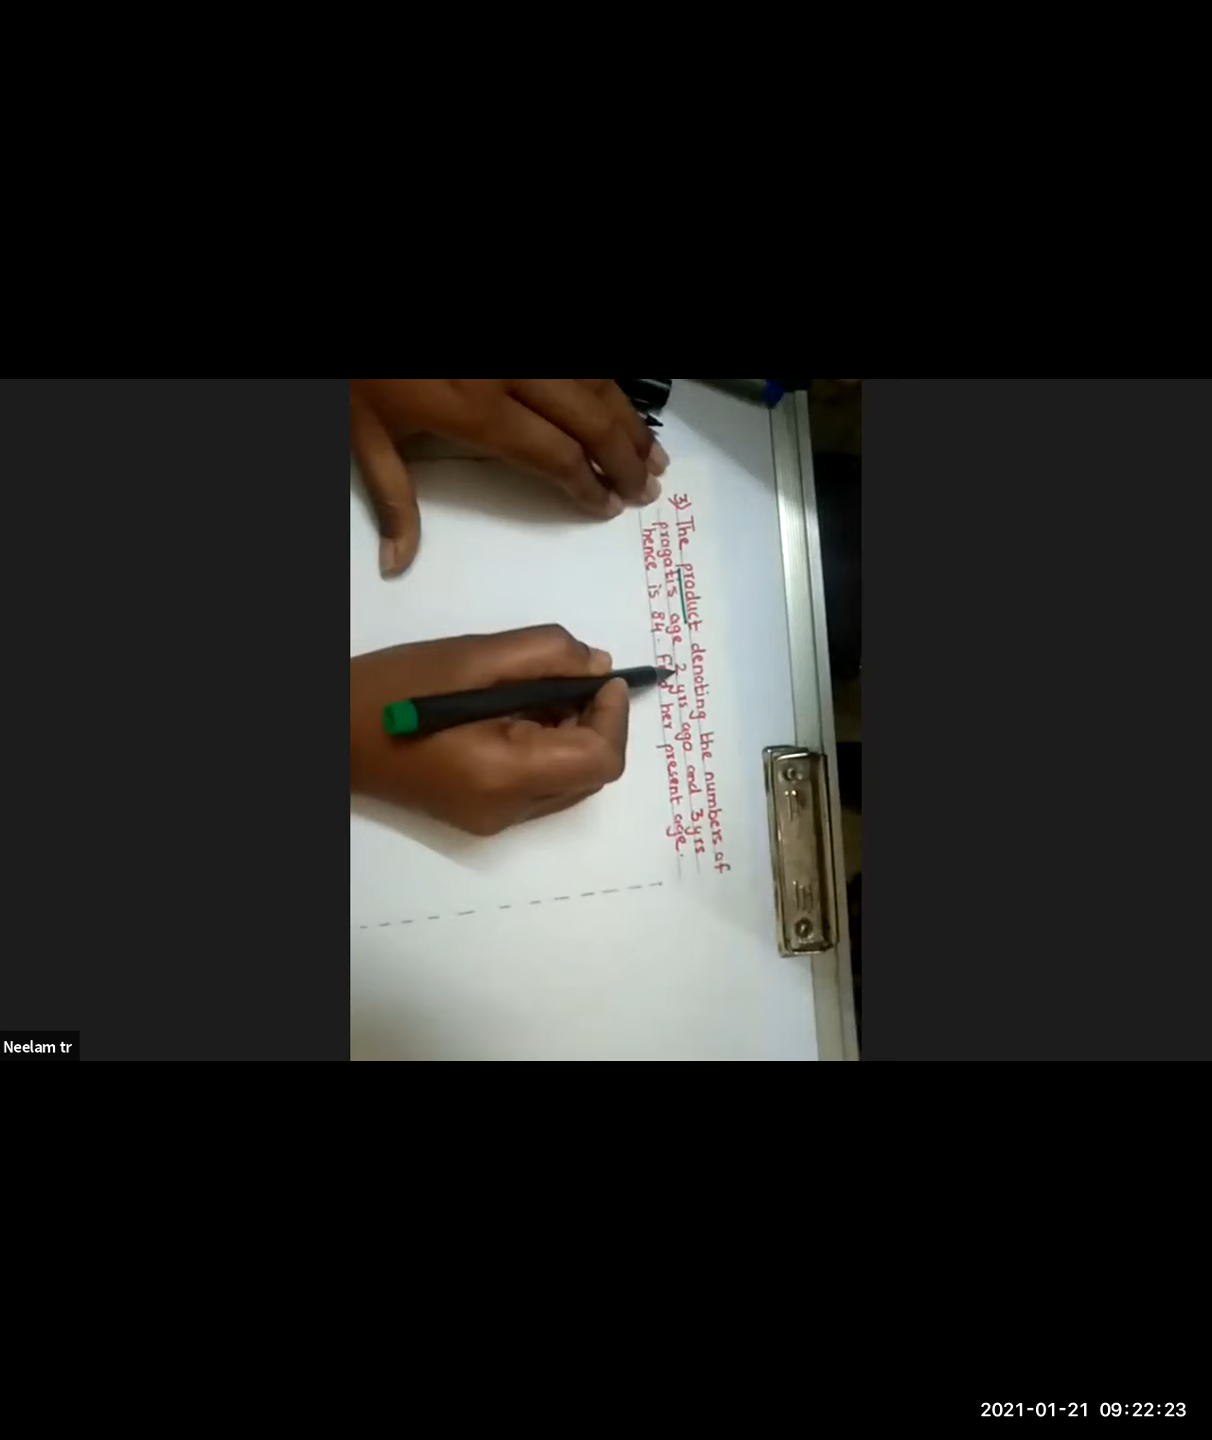 3) The product denoting the numbers of
pragatis age 2 yrs ago and 3 yrs
hence is 84. Find her present age.
Neelam tr
2021-01-21 09:22:23